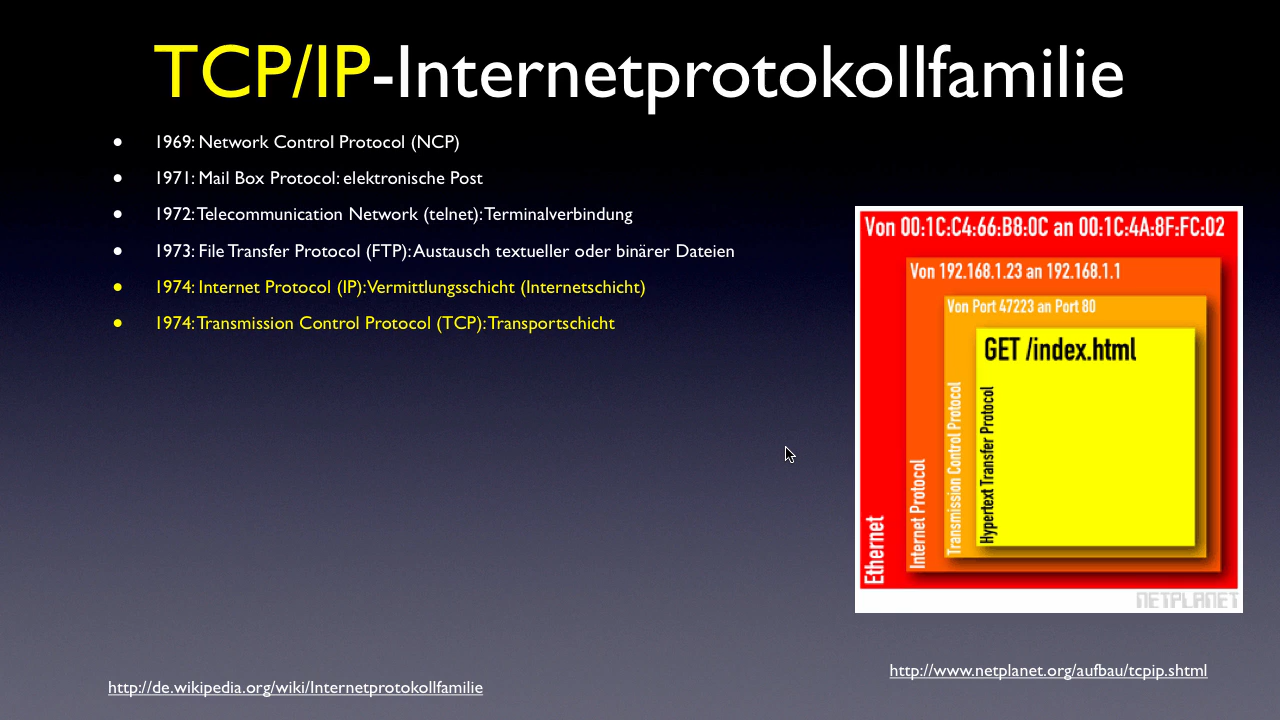 TCP/IP-Internetprotokollfamilie
1969: Network Control Protocol (NCP)
1971: Mail Box Protocol: elektronische Post
1972: Telecommunication Network (telnet): Terminalverbindung
1973: File Transfer Protocol (FTP): Austausch textueller oder binärer Dateien
1974: Internet Protocol (IP): Vermittlungsschicht (Internetschicht)
1974: Transmission Control Protocol (TCP): Transportschicht
Von 00:1C:C4:66:B8:0C an 00:1C:4A:8F:FC:02
Von 192.168.1.23 an 192.168.1.1
Von Port 47223 an Port 80
GET /index.html
Ethernet
Internet Protocol
Transmission Control Protocol
Hypertext Transfer Protocol
NETPLANET
http://www.netplanet.org/aufbau/tcpip.shtml
http://de.wikipedia.org/wiki/Internetprotokollfamilie